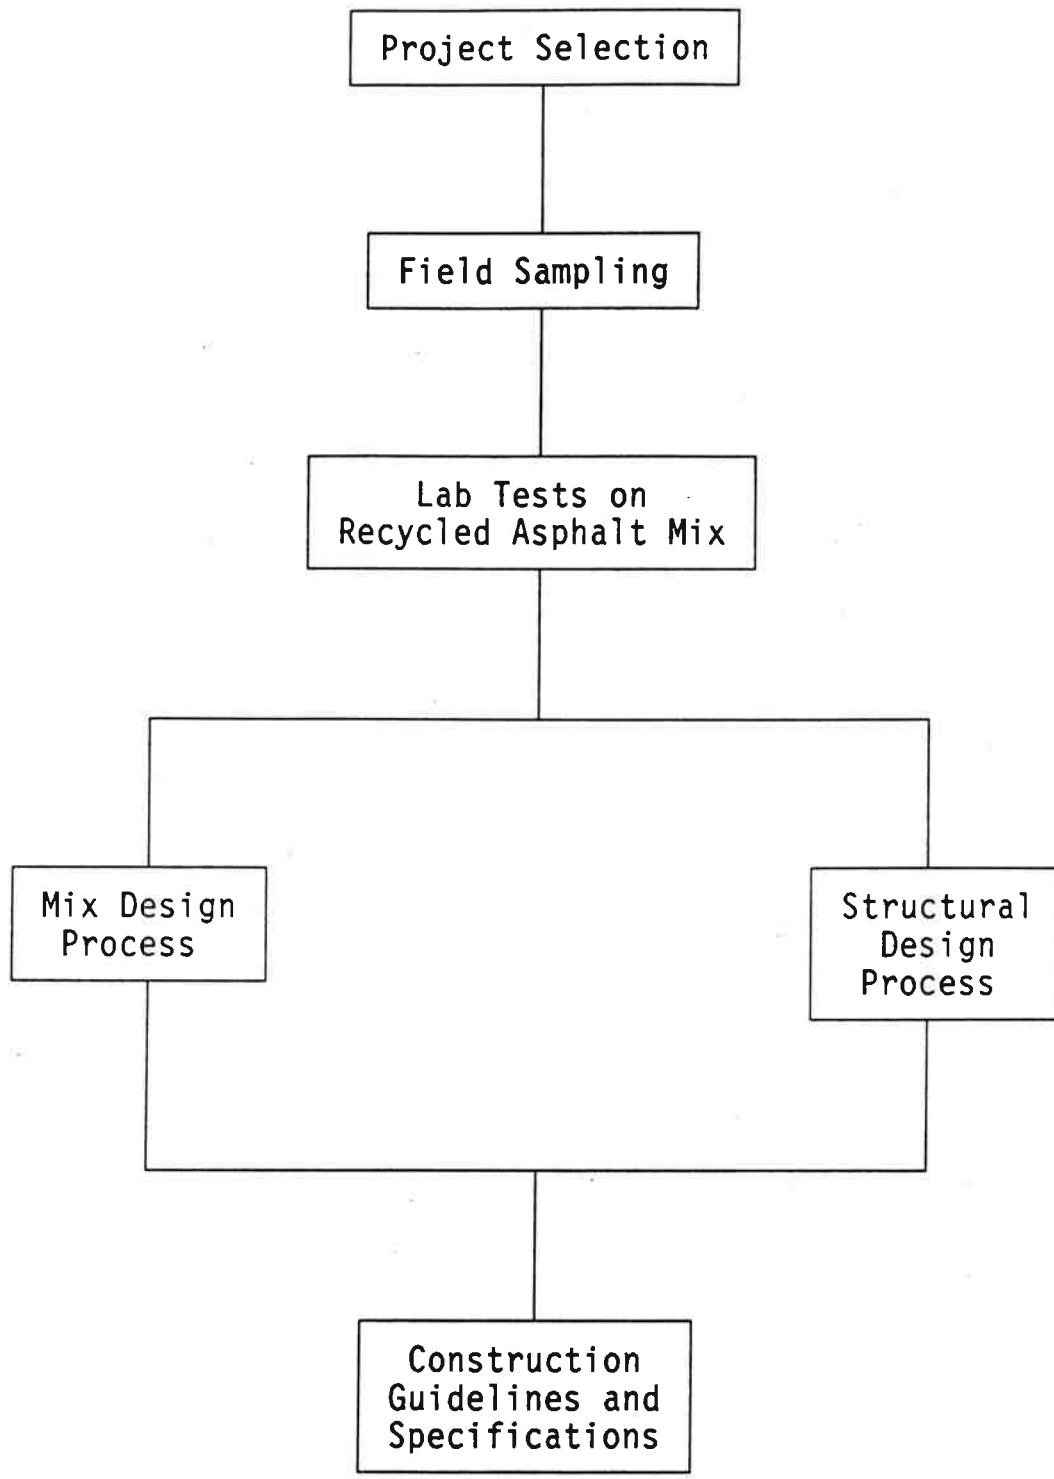 Project Selection
Field Sampling
Lab Tests on
Recycled Asphalt Mix
Mix Design
Process
Structural
Design
Process
Construction
Guidelines and
Specifications